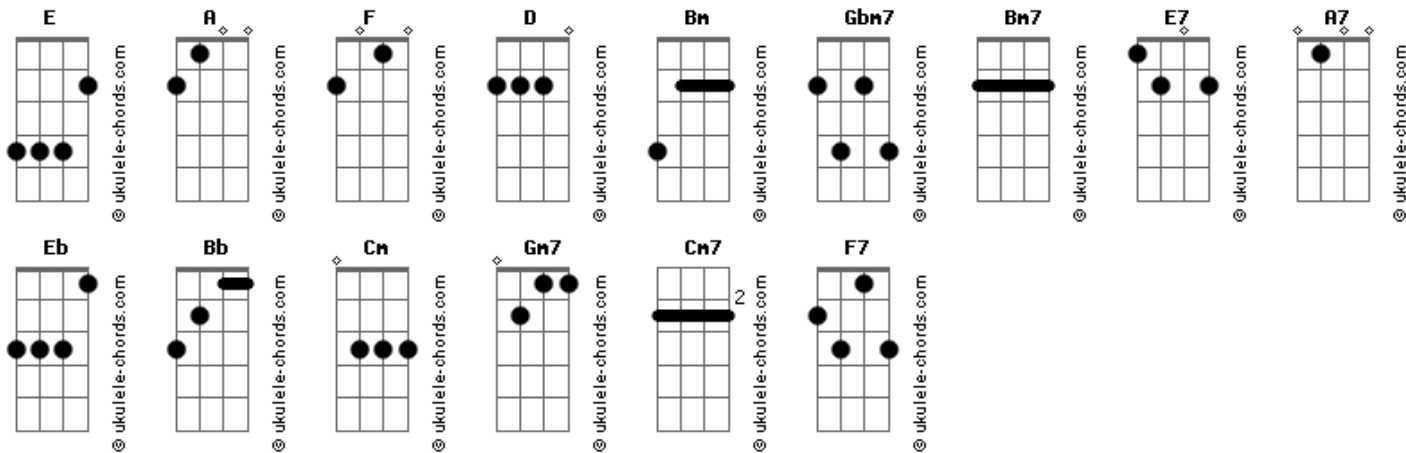 E A F D Bm Gbm7 Bm7 E7 A7
© ukulele-chords.com © ukulele-chords.com © ukulele-chords.com © ukulele-chords.com © ukulele-chords.com © ukulele-chords.com © ukulele-chords.com © ukulele-chords.com © ukulele-chords.com
Eb Bb Cm Gm7 Cm7 F7
2
© ukulele-chords.com © ukulele-chords.com © ukulele-chords.com © ukulele-chords.com © ukulele-chords.com © ukulele-chords.com